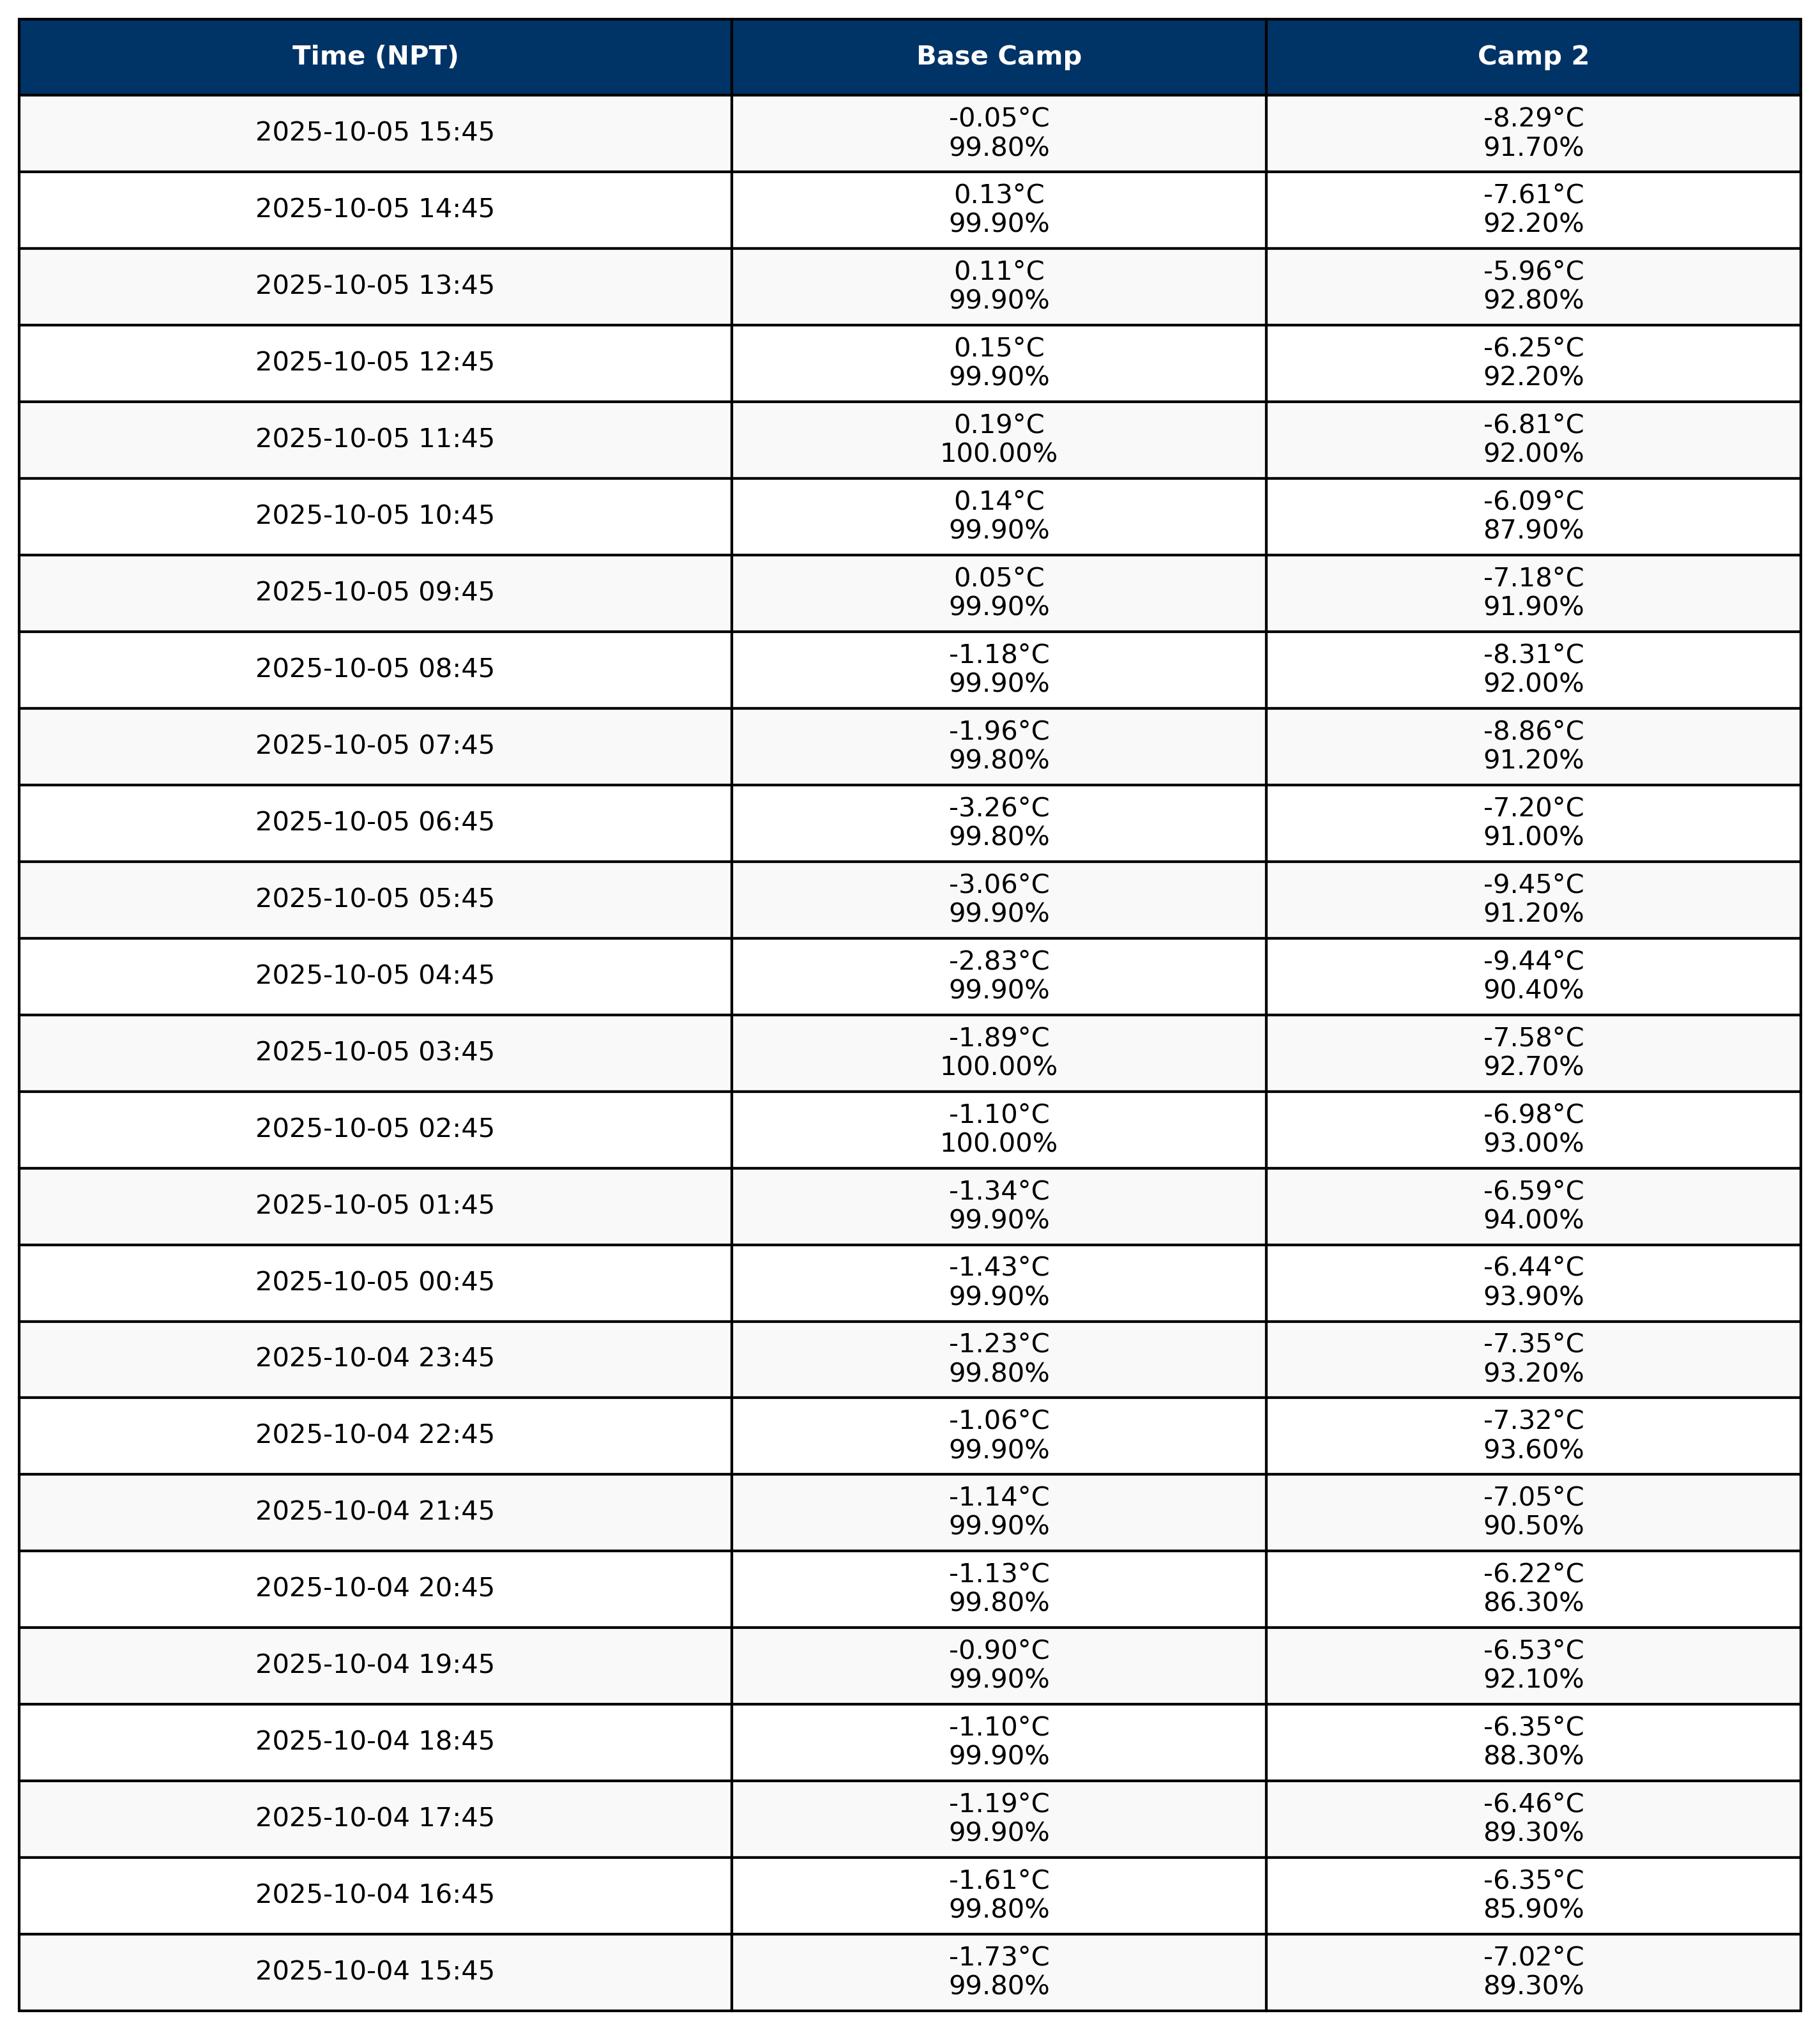 Time (NPT) Base Camp Camp 2
2025-10-05 15:45
-0.05°C
99.80%
-8.29°C
91.70%
2025-10-05 14:45
0.13°C
99.90%
-7.61°C
92.20%
2025-10-05 13:45
0.11°C
99.90%
-5.96°C
92.80%
2025-10-05 12:45
0.15°C
99.90%
-6.25°C
92.20%
2025-10-05 11:45
0.19°C
100.00%
-6.81°C
92.00%
2025-10-05 10:45
0.14°C
99.90%
-6.09°C
87.90%
2025-10-05 09:45
0.05°C
99.90%
-7.18°C
91.90%
2025-10-05 08:45
-1.18°C
99.90%
-8.31°C
92.00%
2025-10-05 07:45
-1.96°C
99.80%
-8.86°C
91.20%
2025-10-05 06:45
-3.26°C
99.80%
-7.20°C
91.00%
2025-10-05 05:45
-3.06°C
99.90%
-9.45°C
91.20%
2025-10-05 04:45
-2.83°C
99.90%
-9.44°C
90.40%
2025-10-05 03:45
-1.89°C
100.00%
-7.58°C
92.70%
2025-10-05 02:45
-1.10°C
100.00%
-6.98°C
93.00%
2025-10-05 01:45
-1.34°C
99.90%
-6.59°C
94.00%
2025-10-05 00:45
-1.43°C
99.90%
-6.44°C
93.90%
2025-10-04 23:45
-1.23°C
99.80%
-7.35°C
93.20%
2025-10-04 22:45
-1.06°C
99.90%
-7.32°C
93.60%
2025-10-04 21:45
-1.14°C
99.90%
-7.05°C
90.50%
2025-10-04 20:45
-1.13°C
99.80%
-6.22°C
86.30%
2025-10-04 19:45
-0.90°C
99.90%
-6.53°C
92.10%
2025-10-04 18:45
-1.10°C
99.90%
-6.35°C
88.30%
2025-10-04 17:45
-1.19°C
99.90%
-6.46°C
89.30%
2025-10-04 16:45
-1.61°C
99.80%
-6.35°C
85.90%
2025-10-04 15:45
-1.73°C
99.80%
-7.02°C
89.30%